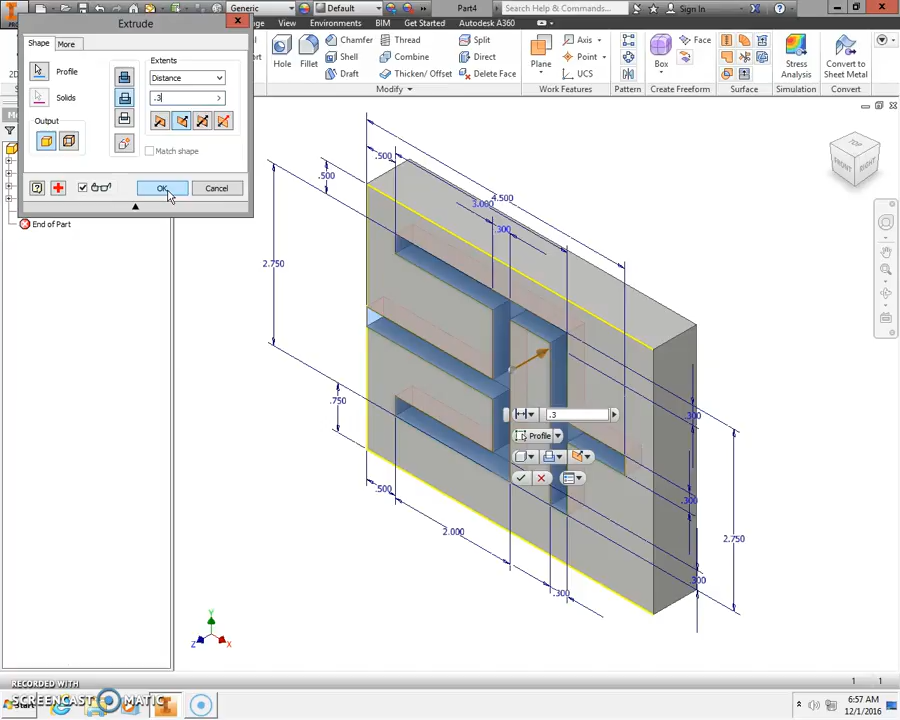 Extrude
Generic
Default
Part4
Search Help & Commands...
Sign In
View
Environments
BIM
Get Started
Autodesk A360
Shape
More
Profile
Solids
Output
Extents
Distance
.3
Match shape
OK
Cancel
Hole
Fillet
Chamfer
Shell
Draft
Thread
Combine
Thicken/ Offset
Split
Direct
Delete Face
Modify
Plane
Axis
Point
UCS
Work Features
Pattern
Box
Face
Create Freeform
Surface
Stress
Analysis
Simulation
Convert to
Sheet Metal
Convert
End of Part
TOP
FRONT
RIGHT
.500
.500
4.500
3.000
.300
2.750
.750
.500
2.000
.300
.300
.300
.300
2.750
.3
Profile
Y
Z
X
1
1
RECORDED WITH
SCREENCAST MATIC
Start
6:57 AM
12/1/2016